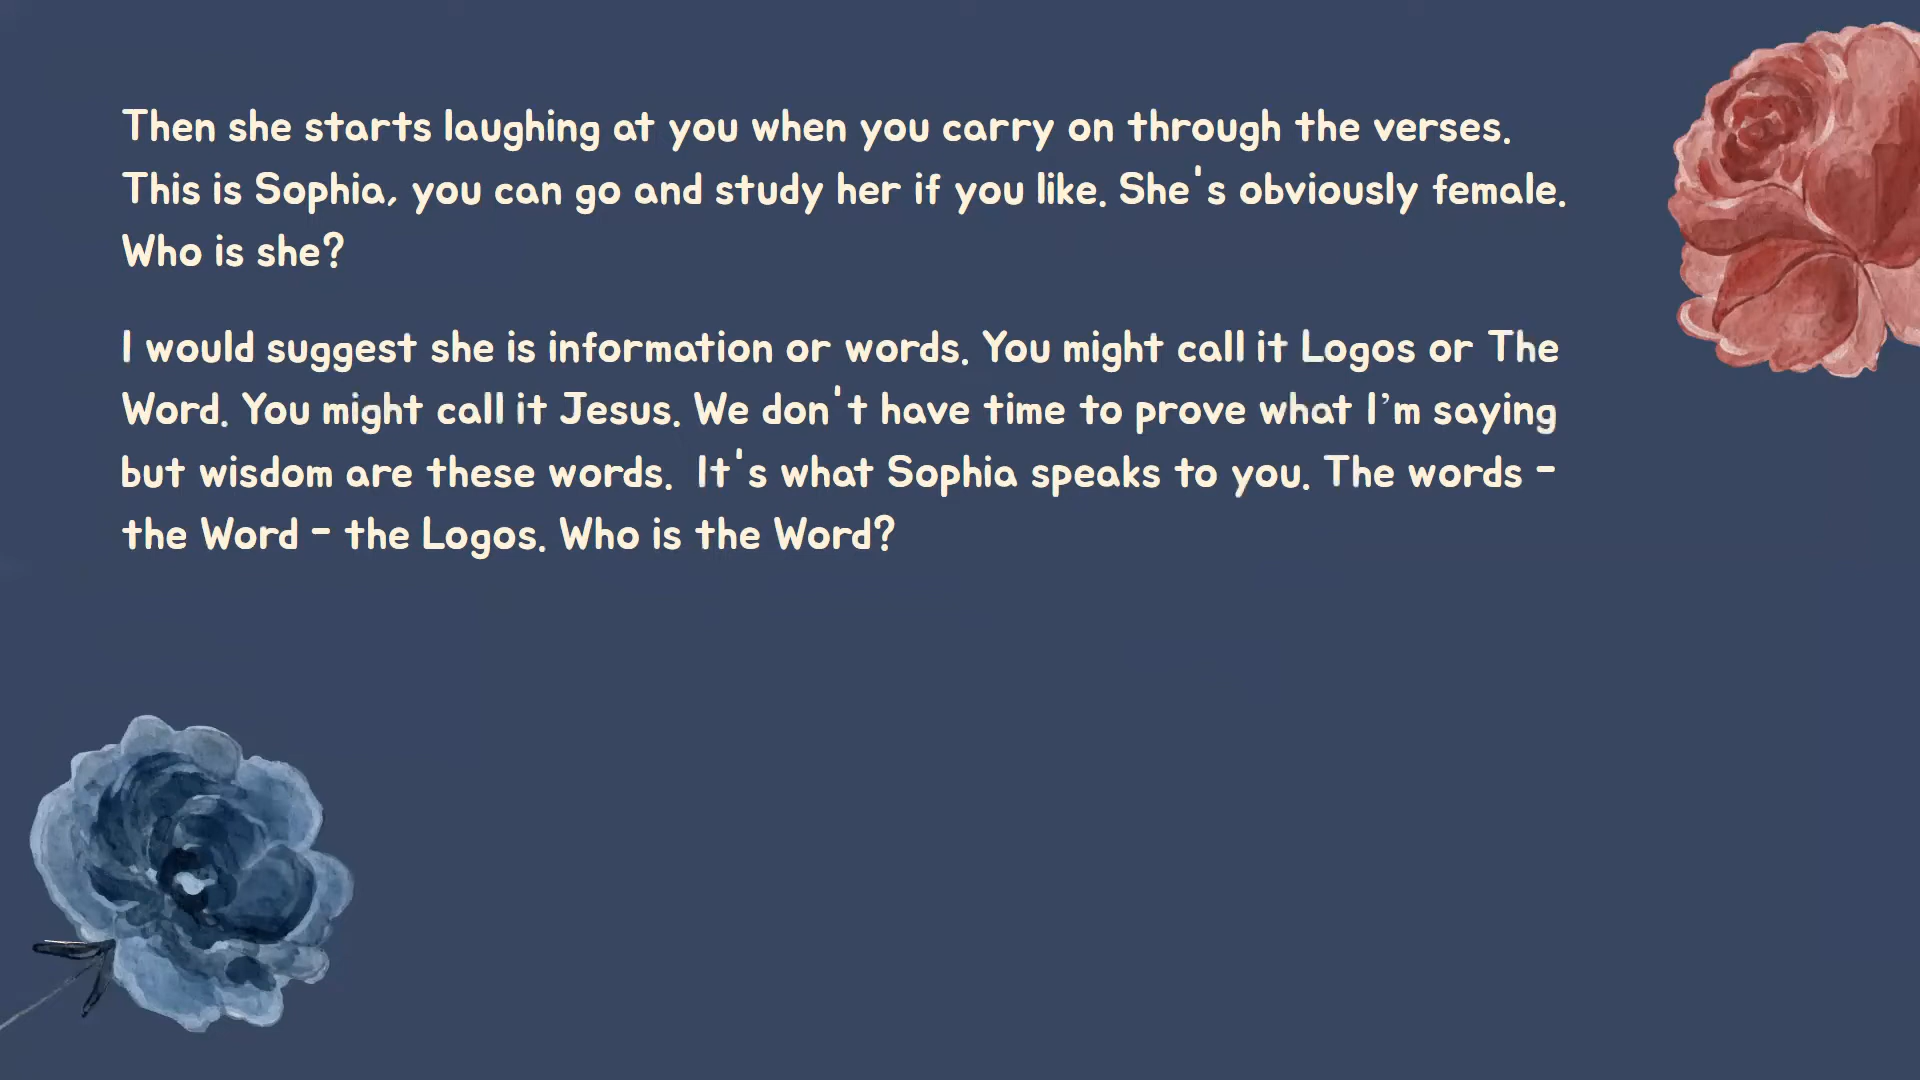 Then she starts laughing at you when you carry on through the verses.
This is Sophia, you can go and study her if you like. She's obviously female.
Who is she?
I would suggest she is information or words. You might call it Logos or The
Word. You might call it Jesus. We don't have time to prove what I’m saying
but wisdom are these words.  It's what Sophia speaks to you. The words -
the Word - the Logos. Who is the Word?